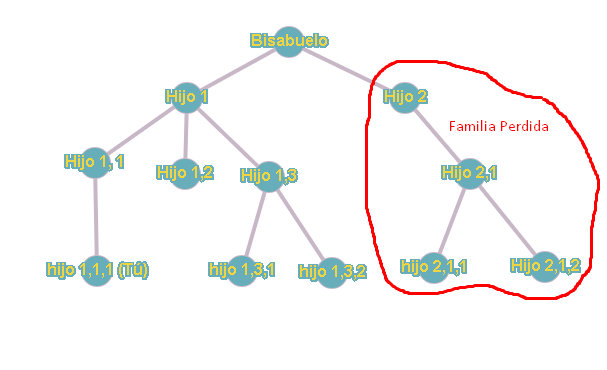 Bisabuelo
Hijo 1
Hijo 2
Familia Perdida
Hijo 1, 1
Hijo 1,2
Hijo 1,3
Hijo 2,1
hijo 1,1,1 (Tú)
hijo 1,3,1
hijo 1,3,2
hijo 2,1,1
Hijo 2,1,2